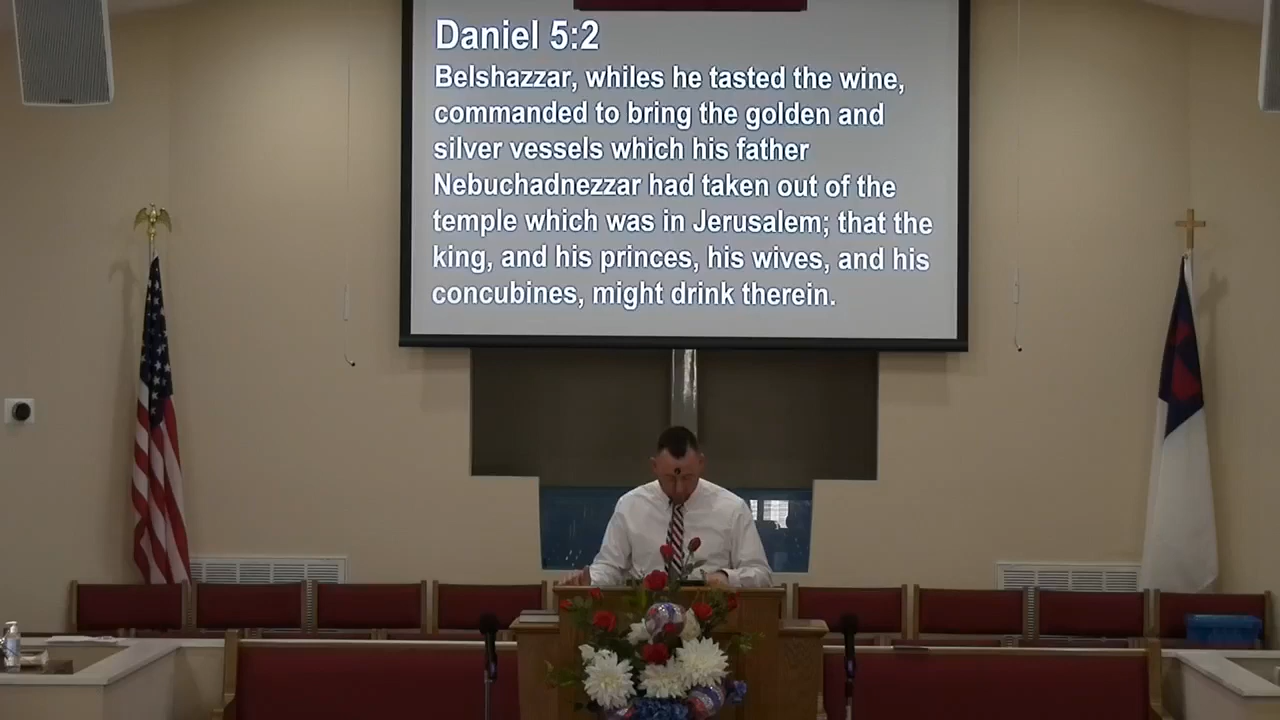 Daniel 5:2
Belshazzar, whiles he tasted the wine,
commanded to bring the golden and
silver vessels which his father
Nebuchadnezzar had taken out of the
temple which was in Jerusalem; that the
king, and his princes, his wives, and his
concubines, might drink therein.